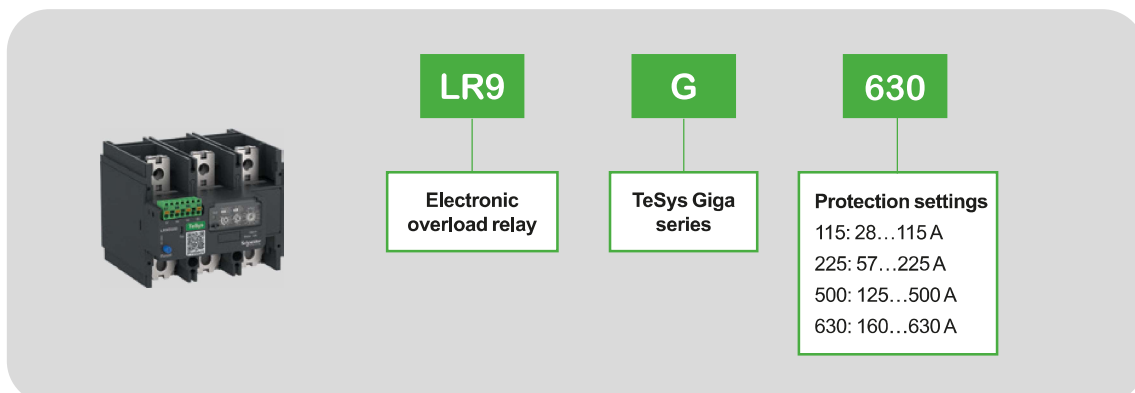 LR9
G
630
Electronic
overload relay
TeSys Giga
series
Protection settings
115: 28…115 A
225: 57…225 A
500: 125…500 A
630: 160…630 A
TeSys